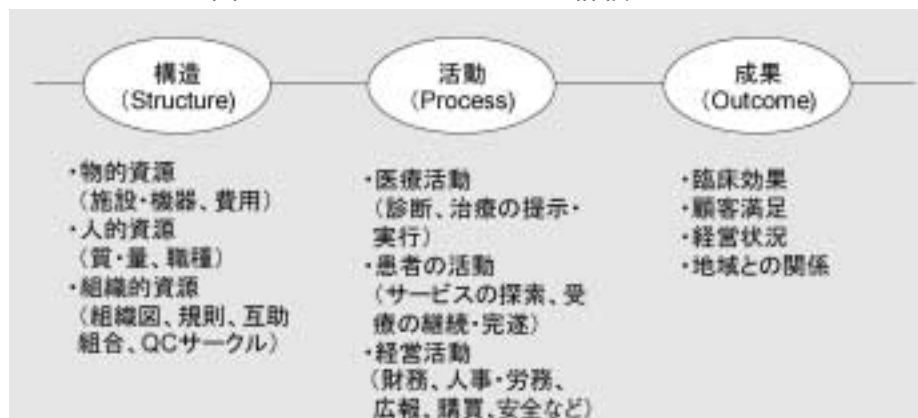 構造
(Structure)
・物的資源
(施設・機器、費用)
・人的資源
(質・量、職種)
・組織的資源
(組織図、規則、互助
組合、QCサークル)
活動
(Process)
・医療活動
(診断、治療の提示・
実行)
・患者の活動
(サービスの探索、受
療の継続・完遂)
・経営活動
(財務、人事・労務、
広報、購買、安全など)
成果
(Outcome)
・臨床効果
・顧客満足
・経営状況
・地域との関係